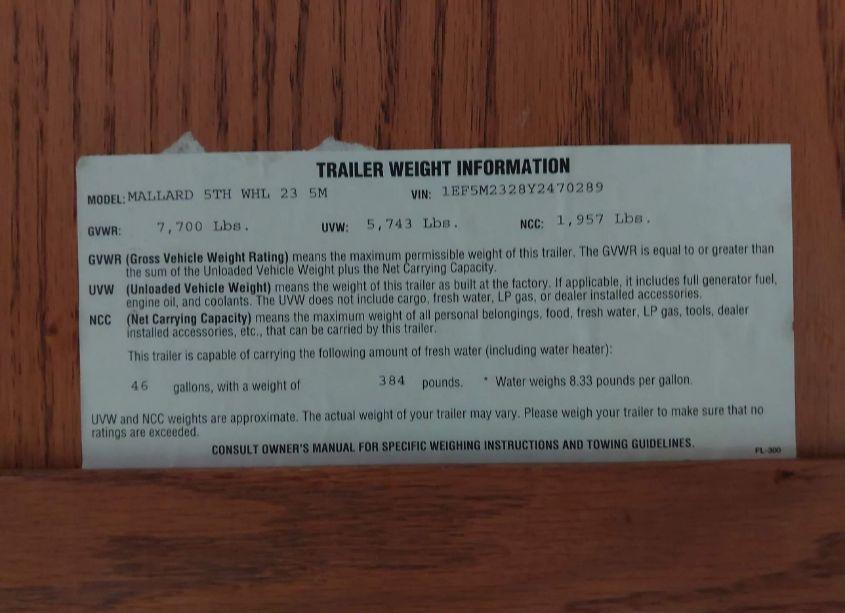 TRAILER WEIGHT INFORMATION
MODEL: MALLARD 5TH WHL 23 5M VIN: 1EF5M2328Y2470289
GVWR: 7,700 Lbs. UVW: 5,743 Lbs. NCC: 1,957 Lbs.
GVWR (Gross Vehicle Weight Rating) means the maximum permissible weight of this trailer. The GVWR is equal to or greater than
the sum of the Unloaded Vehicle Weight plus the Net Carrying Capacity.
UVW (Unloaded Vehicle Weight) means the weight of this trailer as built at the factory. If applicable, it includes full generator fuel,
engine oil, and coolants. The UVW does not include cargo, fresh water, LP gas, or dealer installed accessories.
NCC (Net Carrying Capacity) means the maximum weight of all personal belongings, food, fresh water, LP gas, tools, dealer
installed accessories, etc., that can be carried by this trailer.
This trailer is capable of carrying the following amount of fresh water (including water heater):
46 gallons, with a weight of 384 pounds. * Water weighs 8.33 pounds per gallon.
UVW and NCC weights are approximate. The actual weight of your trailer may vary. Please weigh your trailer to make sure that no
ratings are exceeded.
CONSULT OWNER'S MANUAL FOR SPECIFIC WEIGHING INSTRUCTIONS AND TOWING GUIDELINES.
FL-300